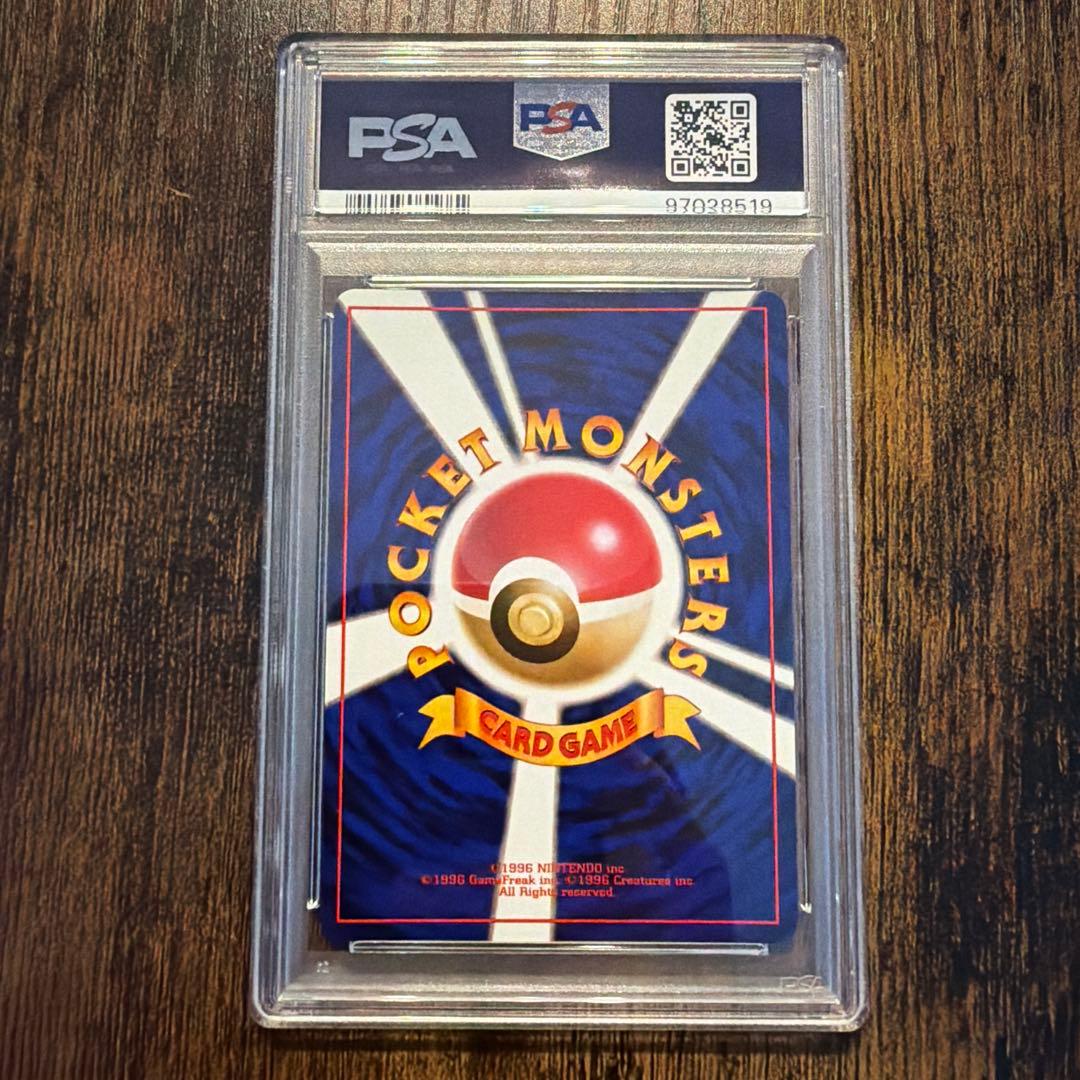 PSA PSA
97038519
POCKET MONSTERS
CARD GAME
©1996 NINTENDO inc
©1996 GameFreak inc. ©1996 Creatures inc.
All Rights reserved.
PSA